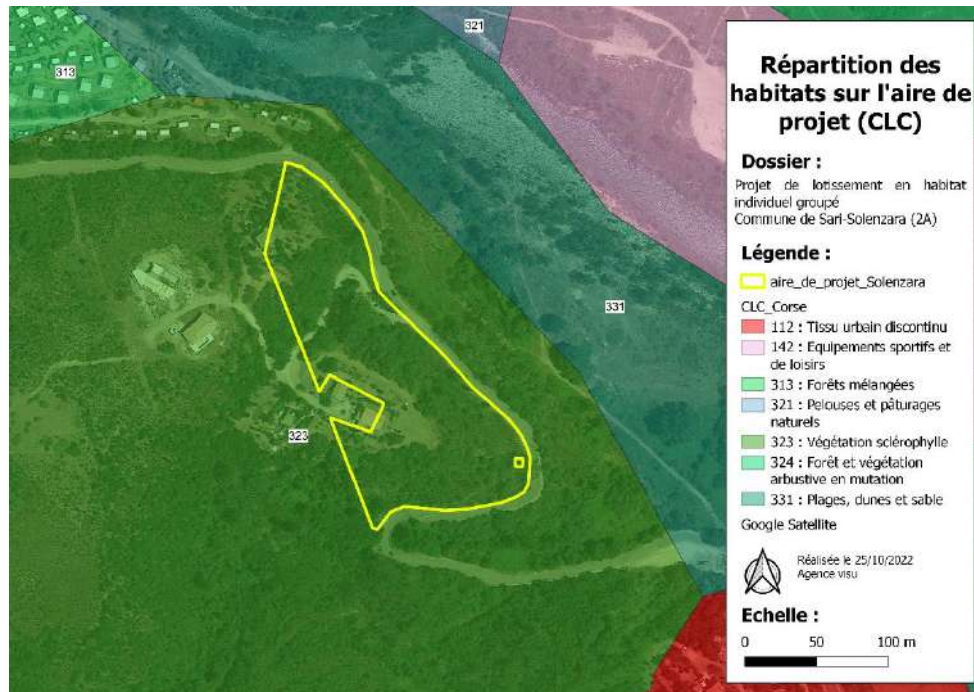 313
321
331
323
Répartition des
habitats sur l'aire de
projet (CLC)
Dossier :
Projet de lotissement en habitat
individuel groupé
Commune de Sari-Solenzara (2A)
Légende :
aire_de_projet_Solenzara
CLC_Corse
112 : Tissu urbain discontinu
142 : Equipements sportifs et
de loisirs
313 : Forêts mélangées
321 : Pelouses et pâturages
naturels
323 : Végétation sclérophylle
324 : Forêt et végétation
arbustive en mutation
331 : Plages, dunes et sable
Google Satellite
Réalisée le 25/10/2022
Agence visu
Echelle :
0 50 100 m